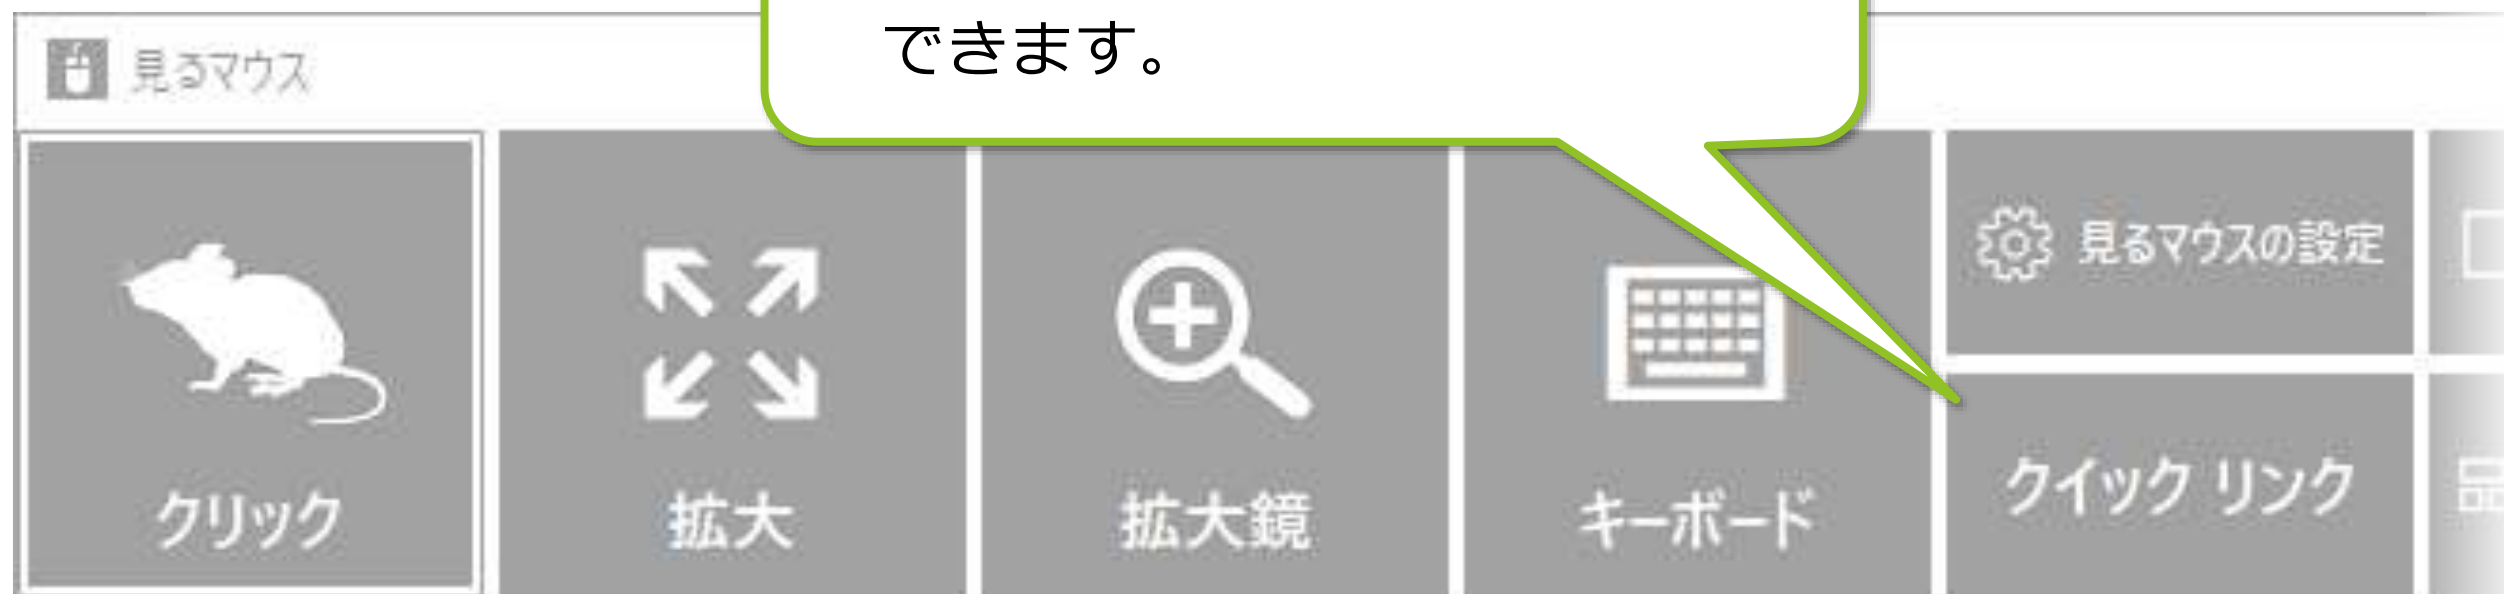 できます。
見るマウス
見るマウスの設定
クリック
拡大
拡大鏡
キーボード
クイック リンク